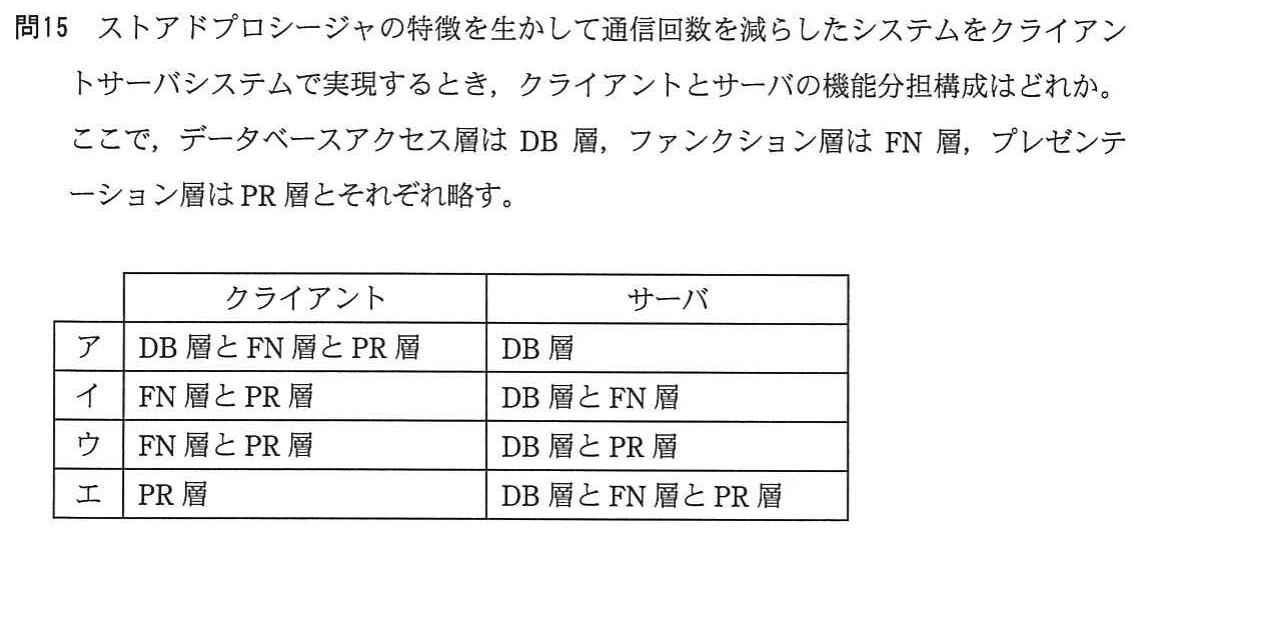 問15 ストアドプロシージャの特徴を生かして通信回数を減らしたシステムをクライアン
トサーバシステムで実現するとき，クライアントとサーバの機能分担構成はどれか。
ここで，データベースアクセス層は DB 層，ファンクション層は FN 層，プレゼンテ
ーション層は PR 層とそれぞれ略す。
クライアント サーバ
ア DB 層と FN 層と PR 層 DB 層
イ FN 層と PR 層 DB 層と FN 層
ウ FN 層と PR 層 DB 層と PR 層
エ PR 層 DB 層と FN 層と PR 層